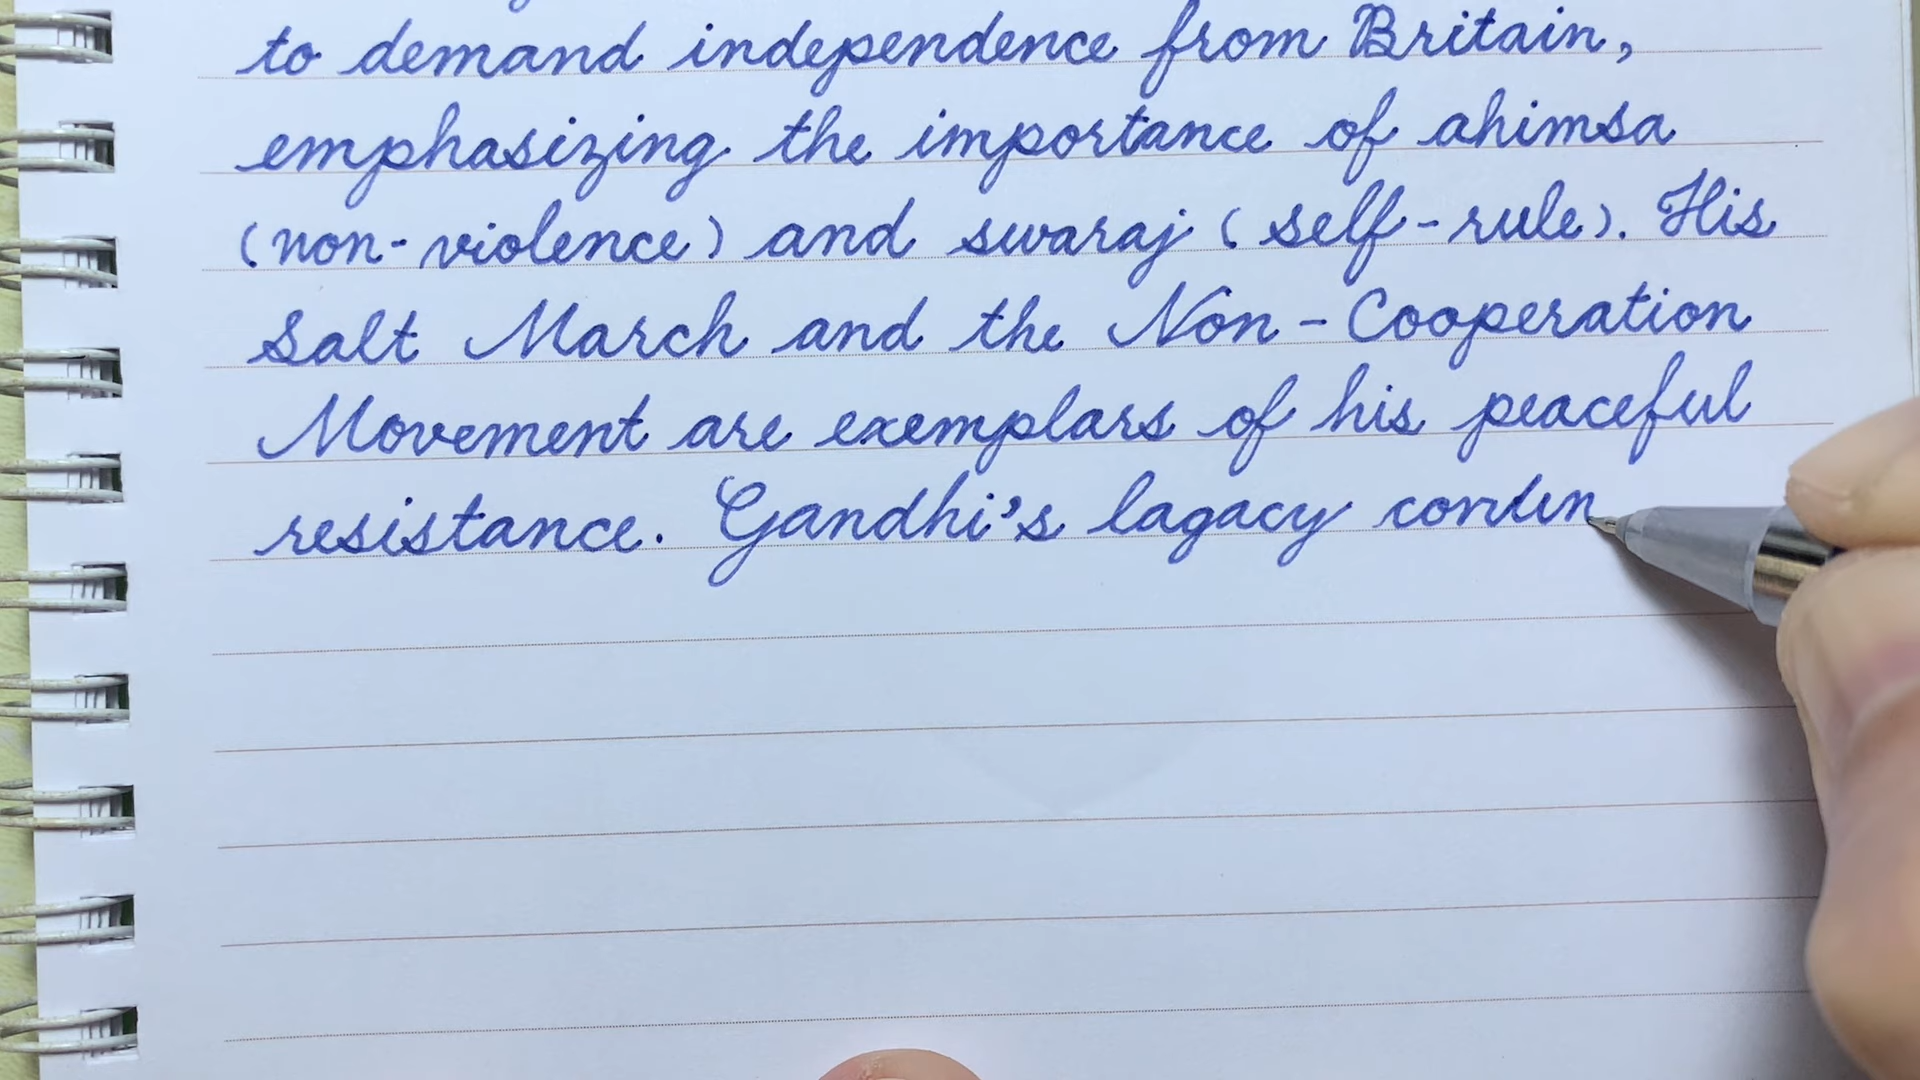 to demand independence from Britain,
emphasizing the importance of ahimsa
(non-violence) and swaraj (self-rule). His
Salt March and the Non-Cooperation
Movement are exemplars of his peaceful
resistance. Gandhi's lagacy contin